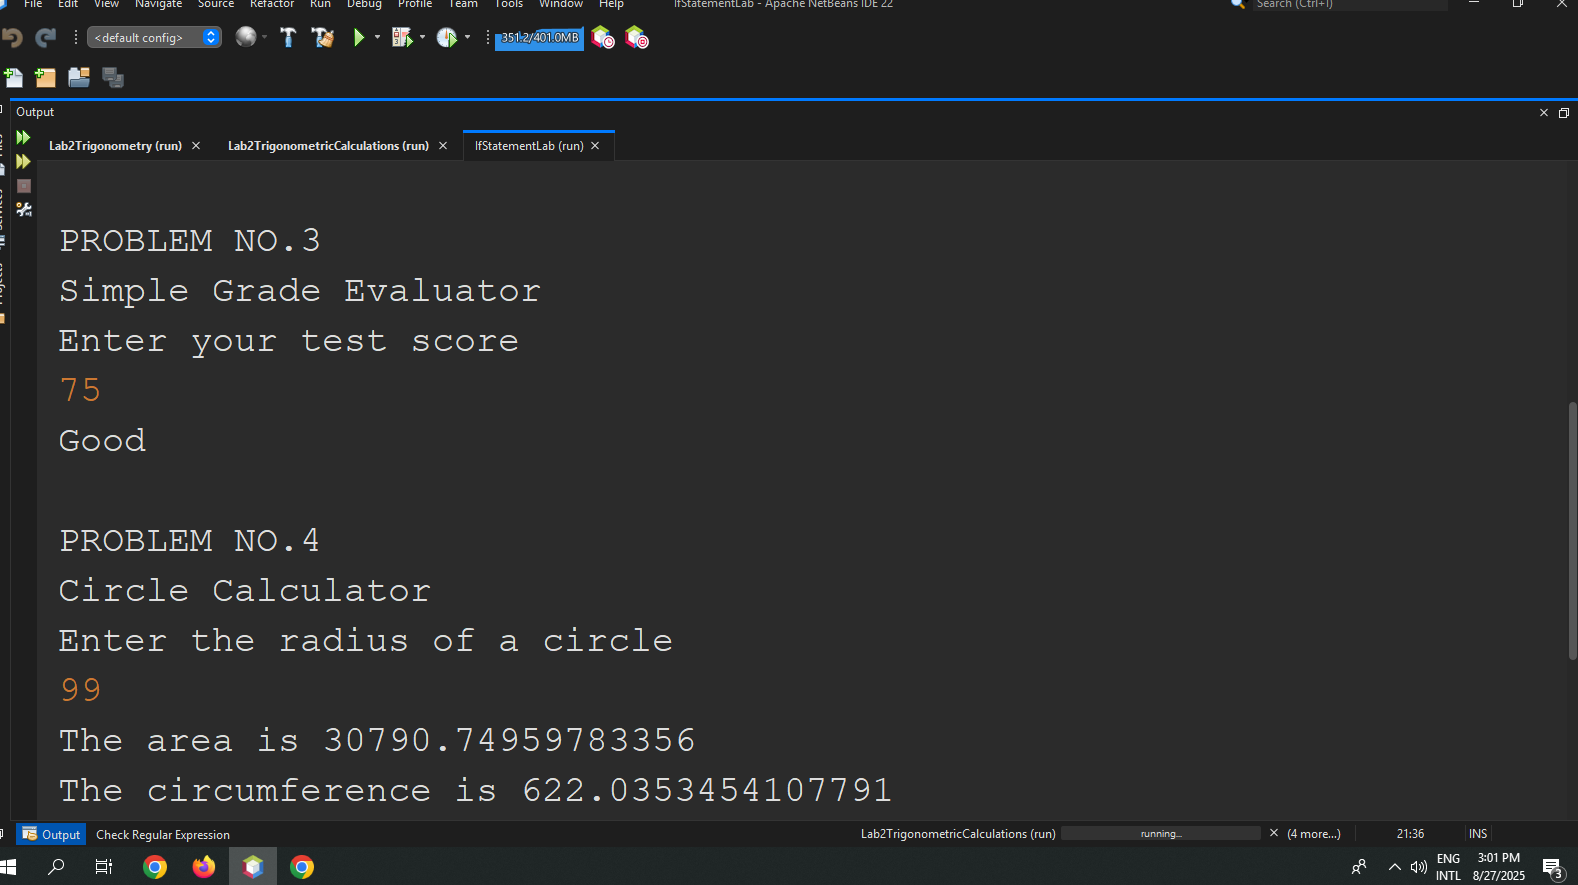 File Edit View Navigate Source Refactor Run Debug Profile Team Tools Window Help IfStatementLab - Apache NetBeans IDE 22 Search (Ctrl+I)
<default config> 351.2/401.0MB
Output
Lab2Trigonometry (run) Lab2TrigonometricCalculations (run) IfStatementLab (run)
PROBLEM NO.3
Simple Grade Evaluator
Enter your test score
75
Good
PROBLEM NO.4
Circle Calculator
Enter the radius of a circle
99
The area is 30790.74959783356
The circumference is 622.0353454107791
Output Check Regular Expression Lab2TrigonometricCalculations (run) running... (4 more...) 21:36 INS
ENG 3:01 PM
INTL 8/27/2025 3